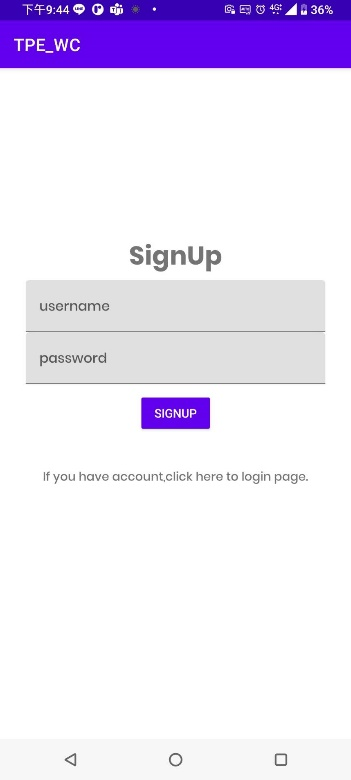 下午9:44 4G 36%
TPE_WC
SignUp
username
password
SIGNUP
If you have account,click here to login page.